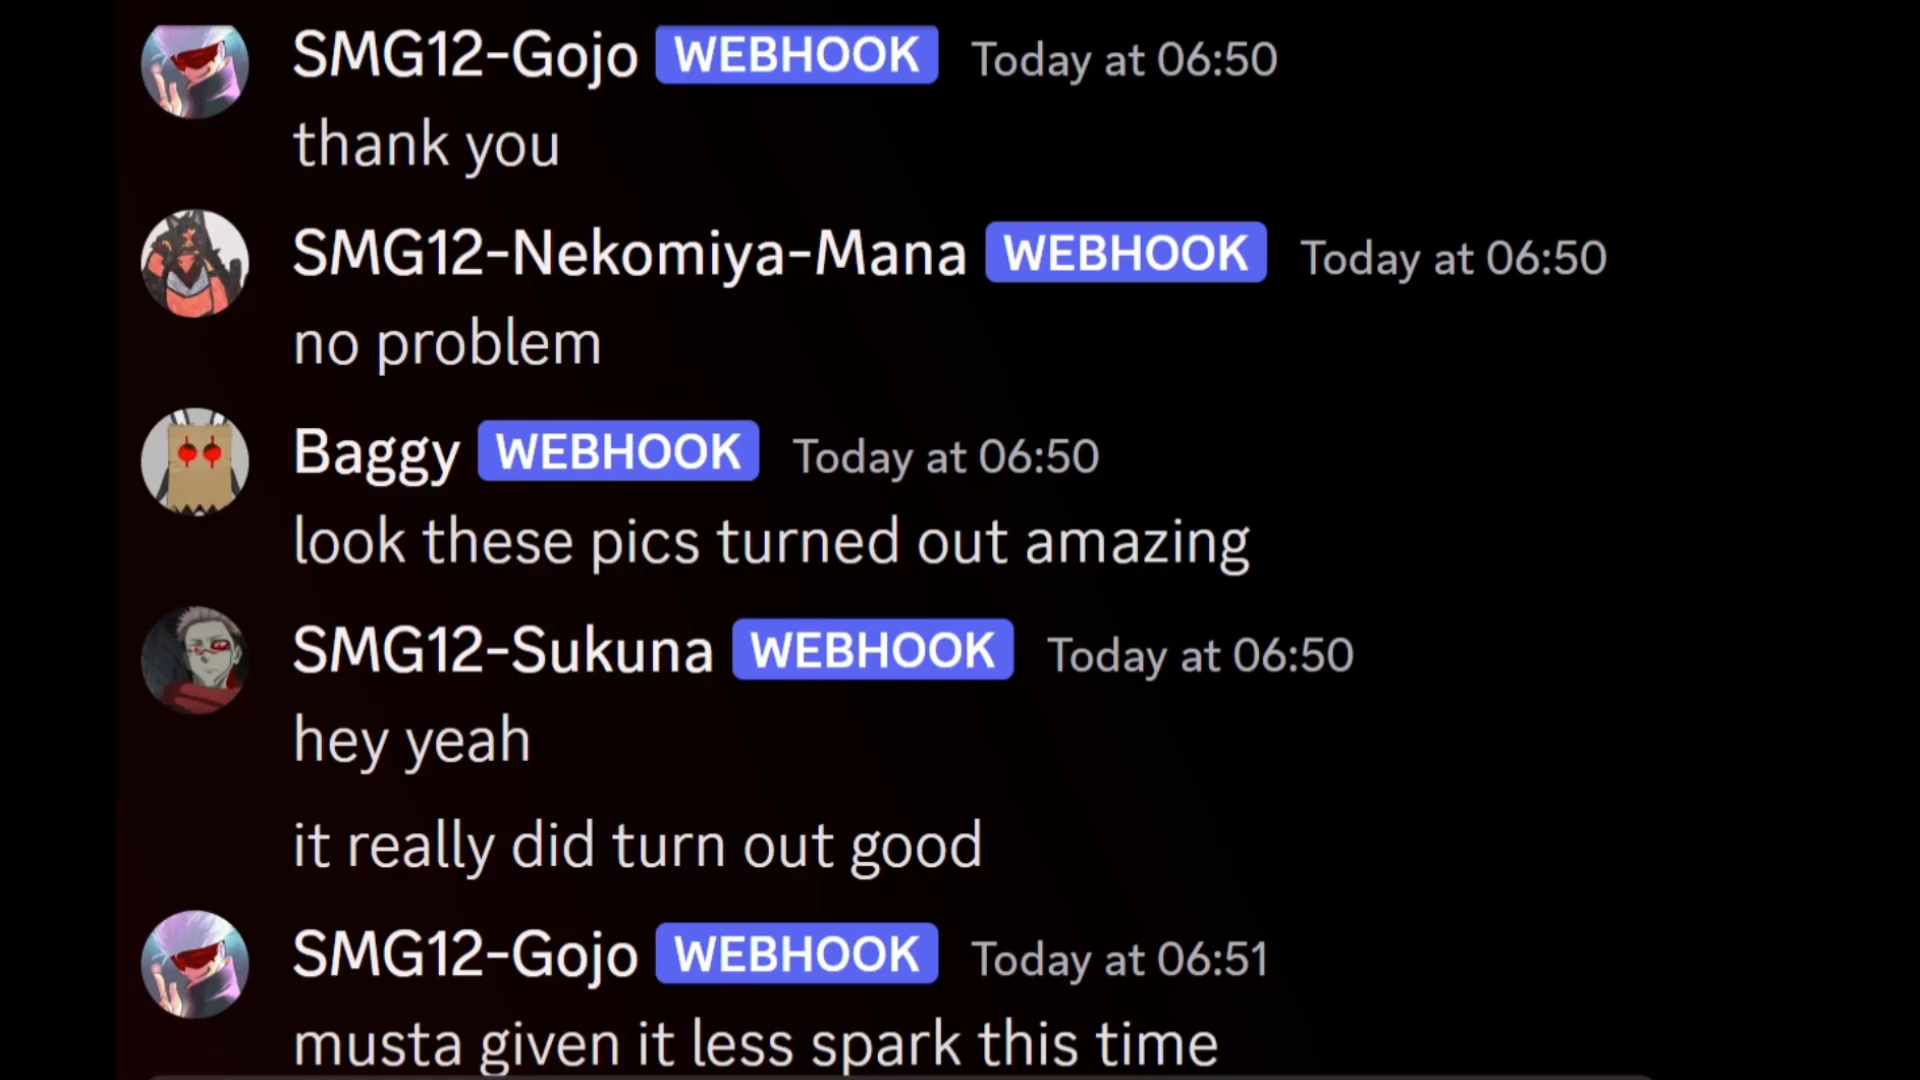 SMG12-Gojo WEBHOOK Today at 06:50
thank you
SMG12-Nekomiya-Mana WEBHOOK Today at 06:50
no problem
Baggy WEBHOOK Today at 06:50
look these pics turned out amazing
SMG12-Sukuna WEBHOOK Today at 06:50
hey yeah
it really did turn out good
SMG12-Gojo WEBHOOK Today at 06:51
musta given it less spark this time